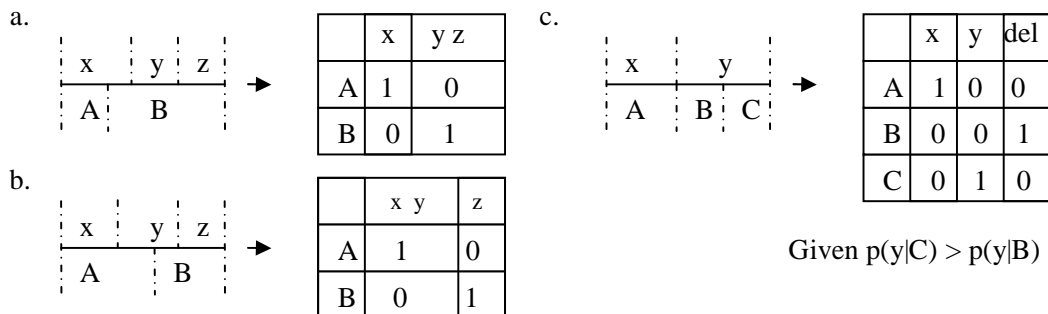 a.
x y z
A B
x y z
A 1 0
B 0 1
b.
x y z
A B
x y z
A 1 0
B 0 1
c.
x y
A B C
x y del
A 1 0 0
B 0 0 1
C 0 1 0
Given p(y|C) > p(y|B)